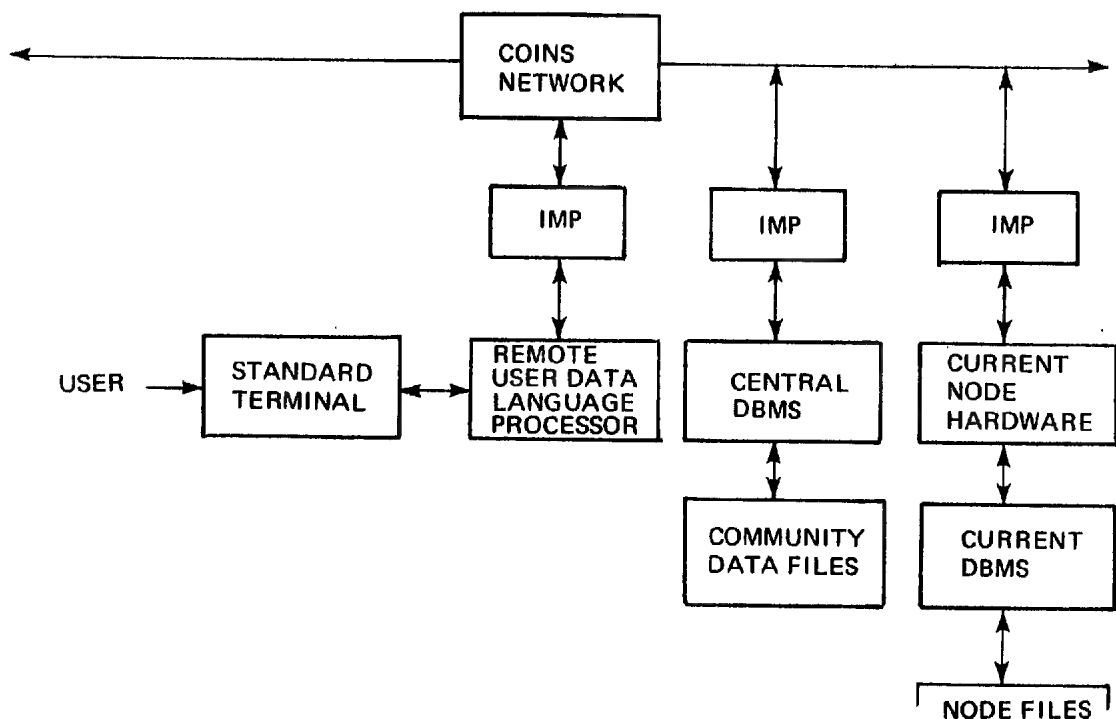 COINS
NETWORK
IMP
IMP
IMP
USER
STANDARD
TERMINAL
REMOTE
USER DATA
LANGUAGE
PROCESSOR
CENTRAL
DBMS
CURRENT
NODE
HARDWARE
COMMUNITY
DATA FILES
CURRENT
DBMS
NODE FILES